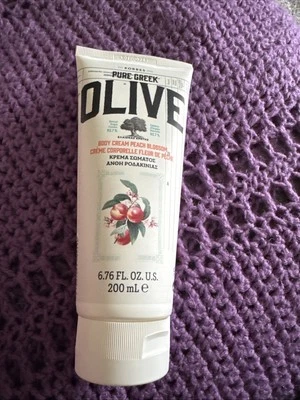 PURE GREEK
OLIVE
BODY CREAM PEACH BLOSSOM
CRÈME CORPORELLE FLEUR DE PÊCHE
ΚΡΕΜΑ ΣΩΜΑΤΟΣ
ΑΝΘΗ ΡΟΔΑΚΙΝΙΑΣ
6.76 FL. OZ. U.S.
200 mL ℮